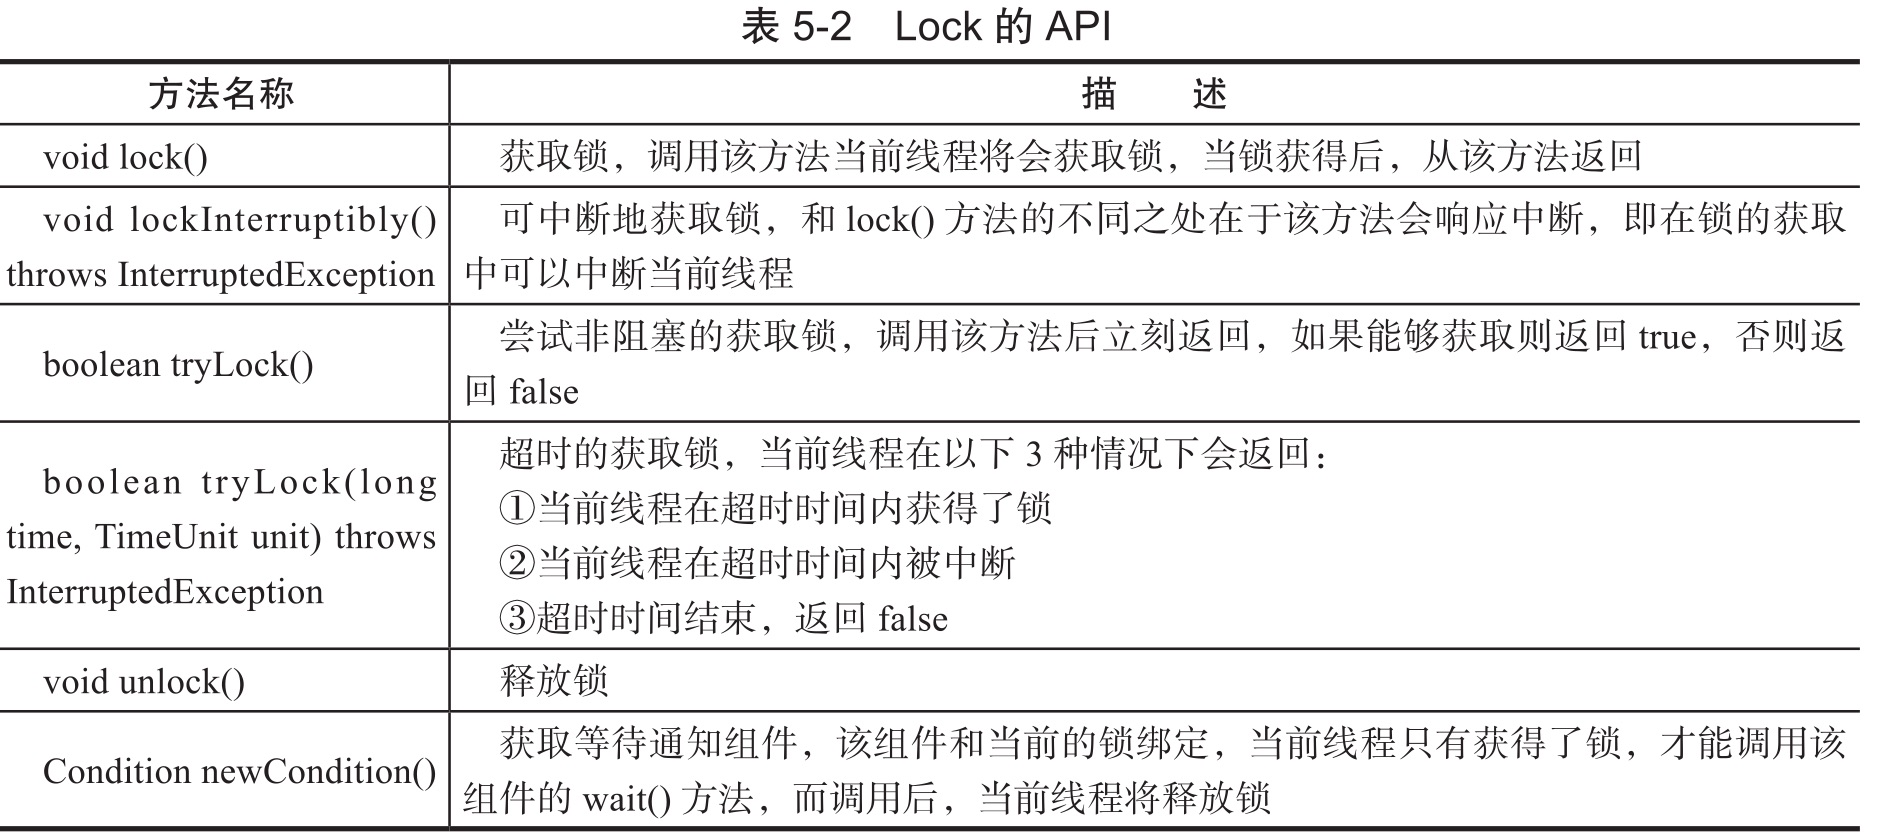 表 5-2 Lock 的 API
方法名称
描 述
void lock()
获取锁，调用该方法当前线程将会获取锁，当锁获得后，从该方法返回
void lockInterruptibly()
throws InterruptedException
可中断地获取锁，和 lock() 方法的不同之处在于该方法会响应中断，即在锁的获取
中可以中断当前线程
boolean tryLock()
尝试非阻塞的获取锁，调用该方法后立刻返回，如果能够获取则返回 true，否则返
回 false
boolean tryLock(long
time, TimeUnit unit) throws
InterruptedException
超时的获取锁，当前线程在以下 3 种情况下会返回：
①当前线程在超时时间内获得了锁
②当前线程在超时时间内被中断
③超时时间结束，返回 false
void unlock()
释放锁
Condition newCondition()
获取等待通知组件，该组件和当前的锁绑定，当前线程只有获得了锁，才能调用该
组件的 wait() 方法，而调用后，当前线程将释放锁